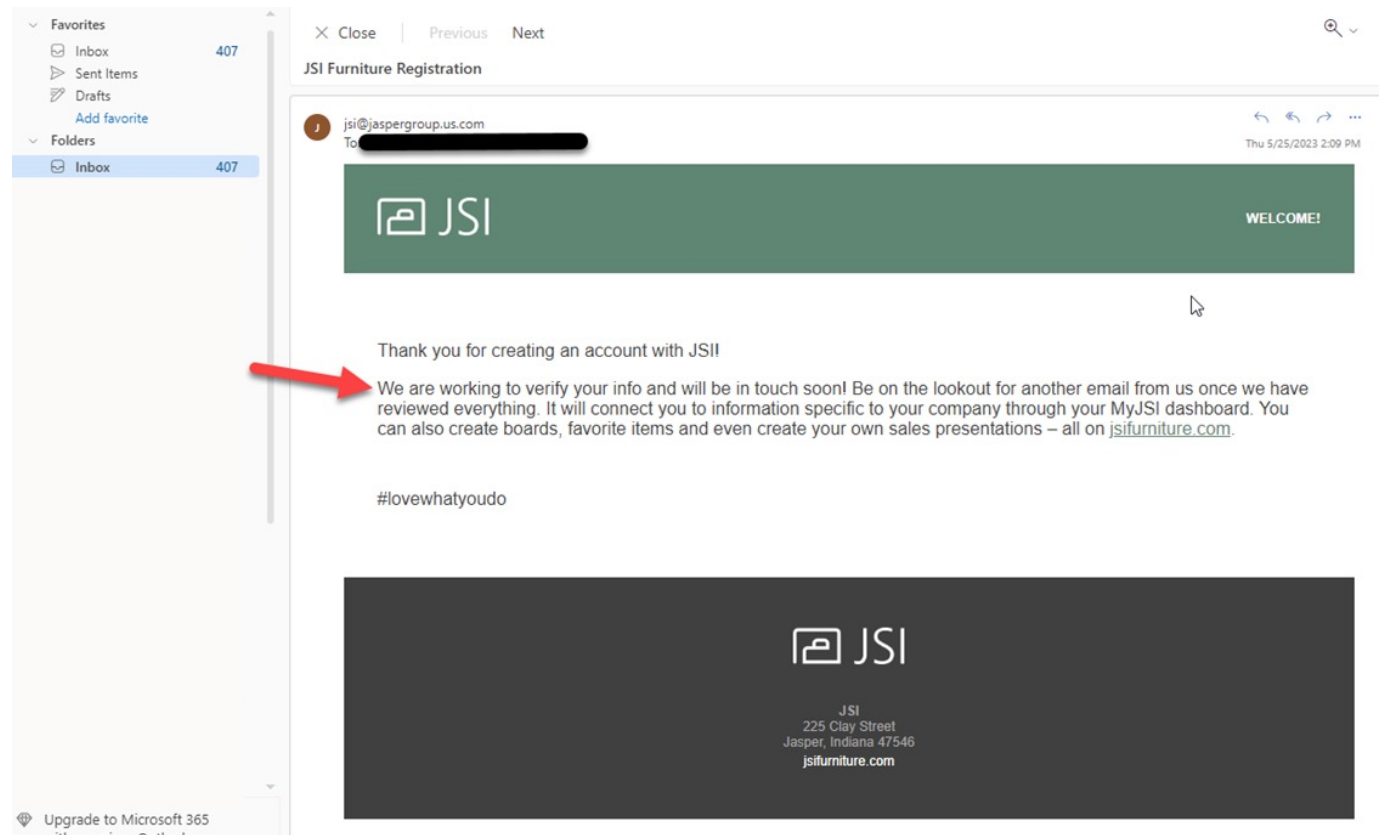 Favorites
Inbox 407
Sent Items
Drafts
Add favorite
Folders
Inbox 407
Upgrade to Microsoft 365
Close Previous Next
JSI Furniture Registration
J
jsi@jaspergroup.us.com
To
Thu 5/25/2023 2:09 PM
JSI
WELCOME!
Thank you for creating an account with JSI!
We are working to verify your info and will be in touch soon! Be on the lookout for another email from us once we have
reviewed everything. It will connect you to information specific to your company through your MyJSI dashboard. You
can also create boards, favorite items and even create your own sales presentations – all on jsifurniture.com.
#lovewhatyoudo
JSI
JSI
225 Clay Street
Jasper, Indiana 47546
jsifurniture.com